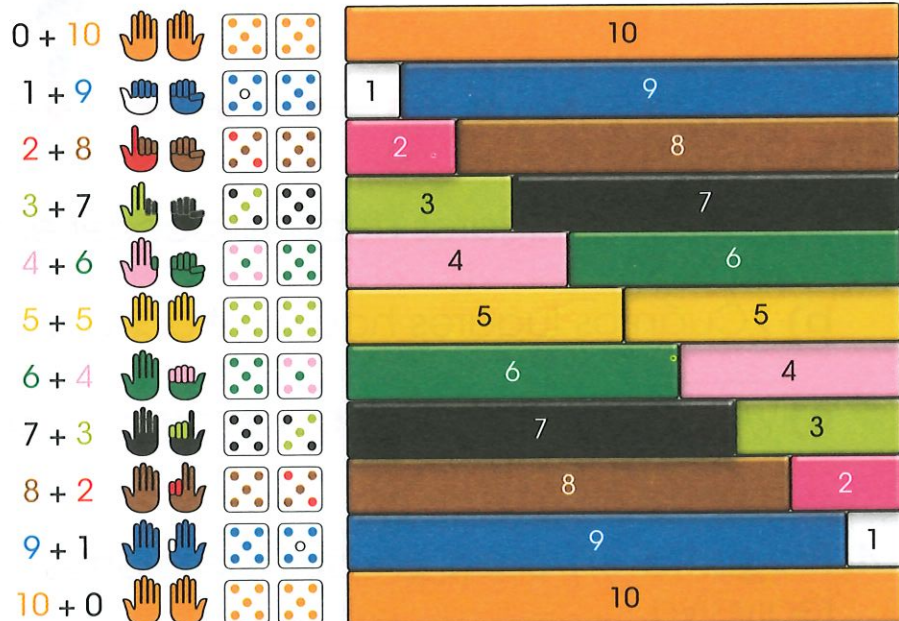 0 + 10 10
1 + 9 1 9
2 + 8 2 8
3 + 7 3 7
4 + 6 4 6
5 + 5 5 5
6 + 4 6 4
7 + 3 7 3
8 + 2 8 2
9 + 1 9 1
10 + 0 10